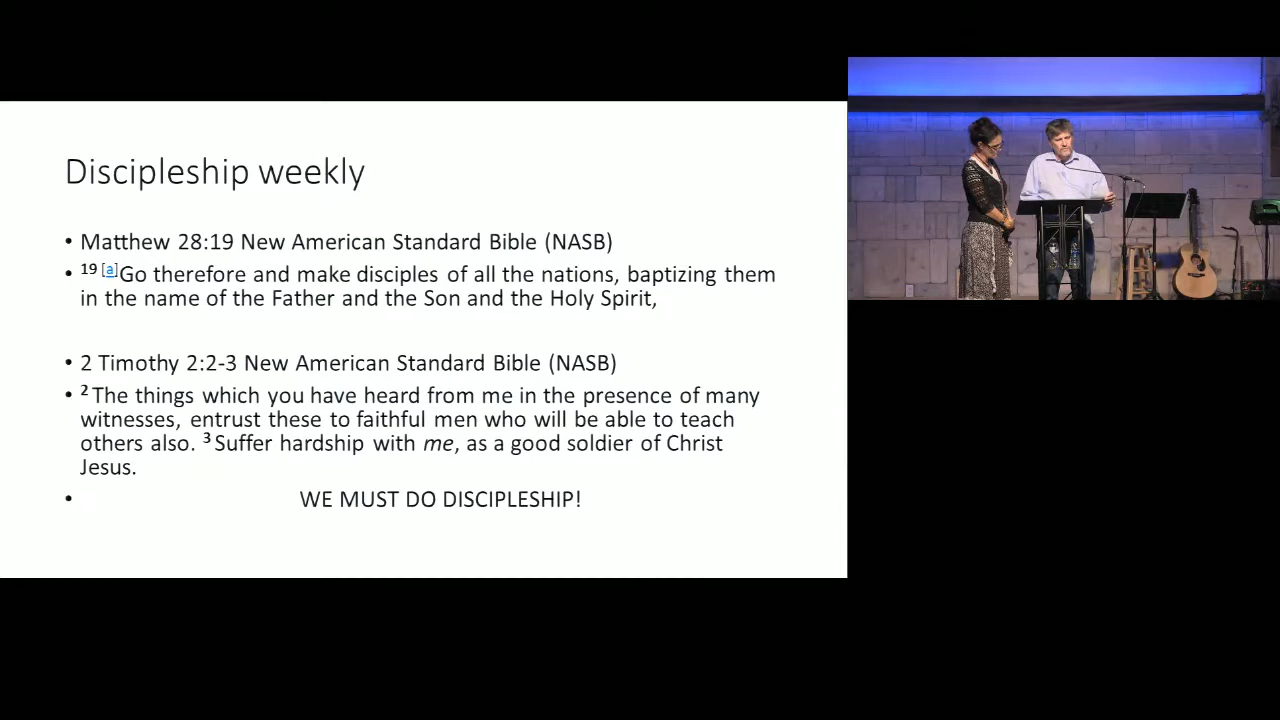 Discipleship weekly
• Matthew 28:19 New American Standard Bible (NASB)
• 19 [a]Go therefore and make disciples of all the nations, baptizing them
in the name of the Father and the Son and the Holy Spirit,
• 2 Timothy 2:2-3 New American Standard Bible (NASB)
• 2 The things which you have heard from me in the presence of many
witnesses, entrust these to faithful men who will be able to teach
others also. 3 Suffer hardship with me, as a good soldier of Christ
Jesus.
• WE MUST DO DISCIPLESHIP!